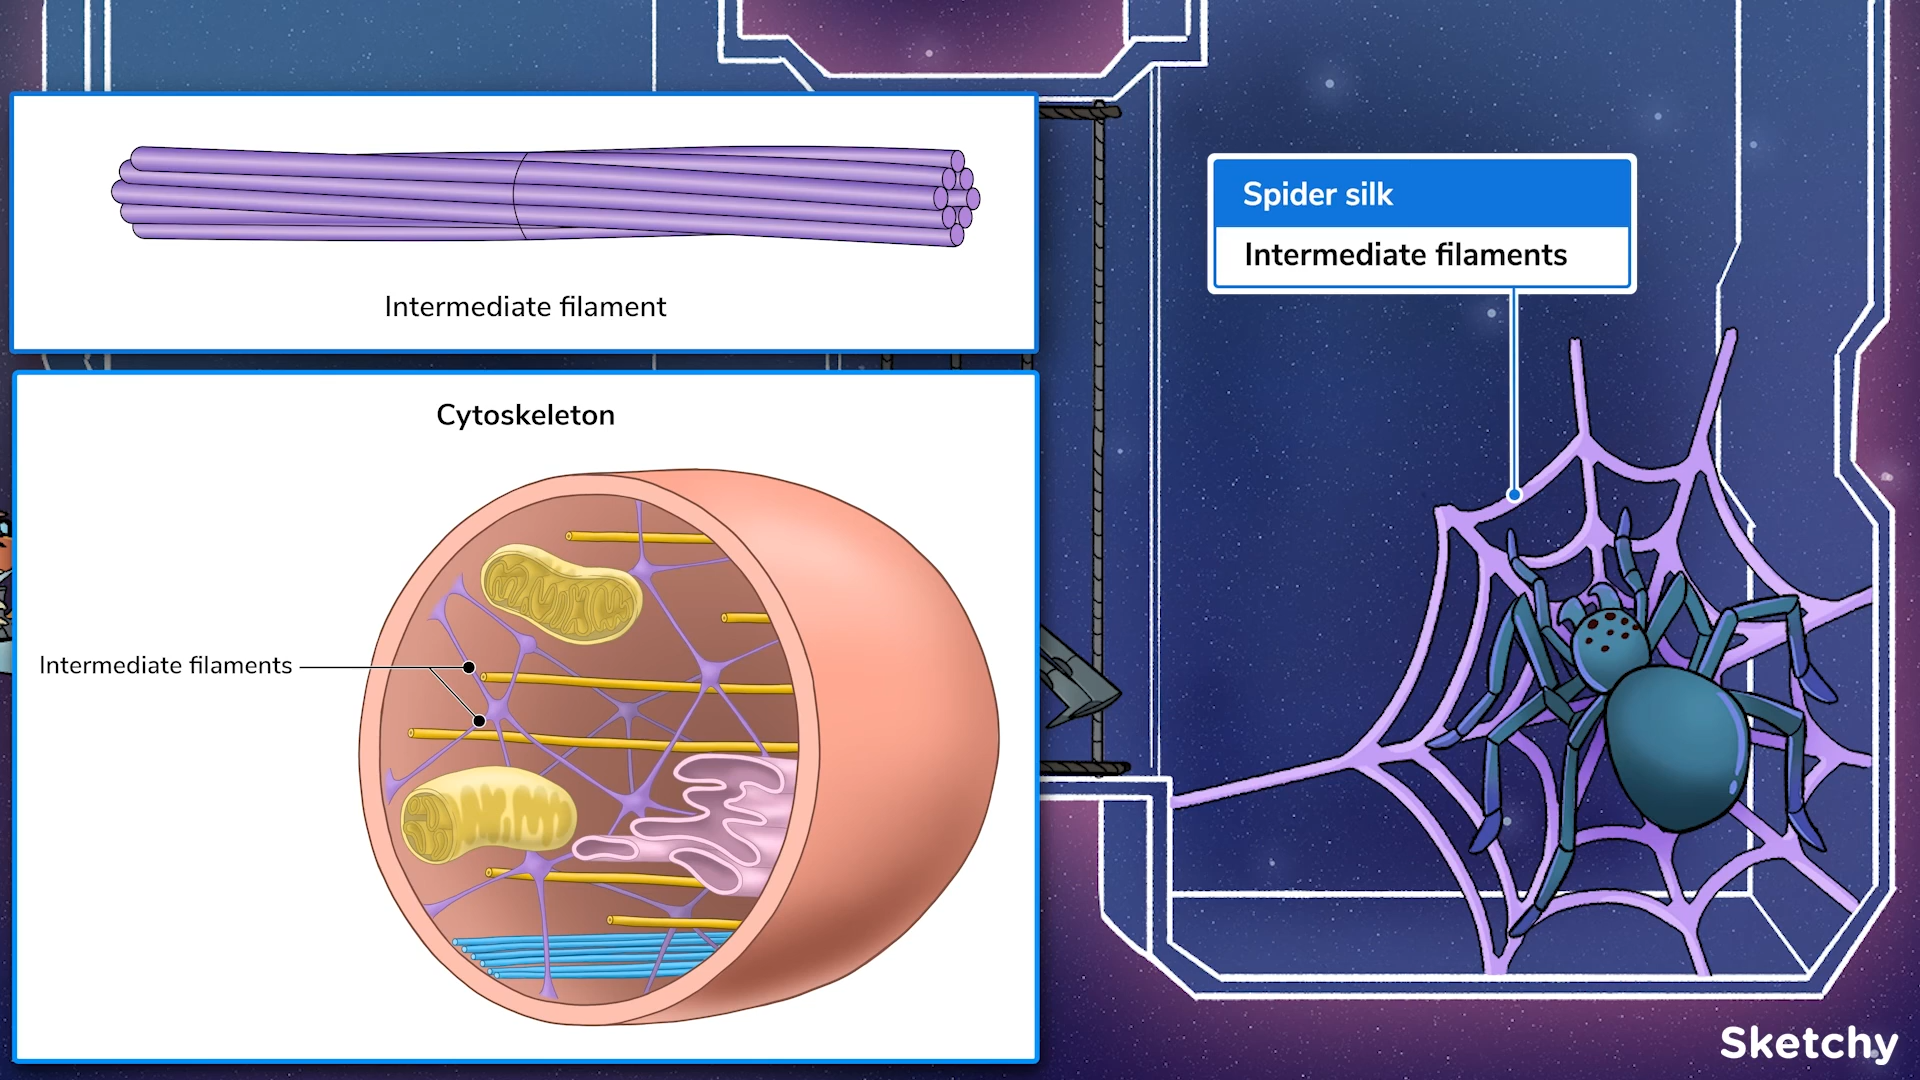 Intermediate filament
Cytoskeleton
Intermediate filaments
Spider silk
Intermediate filaments
Sketchy